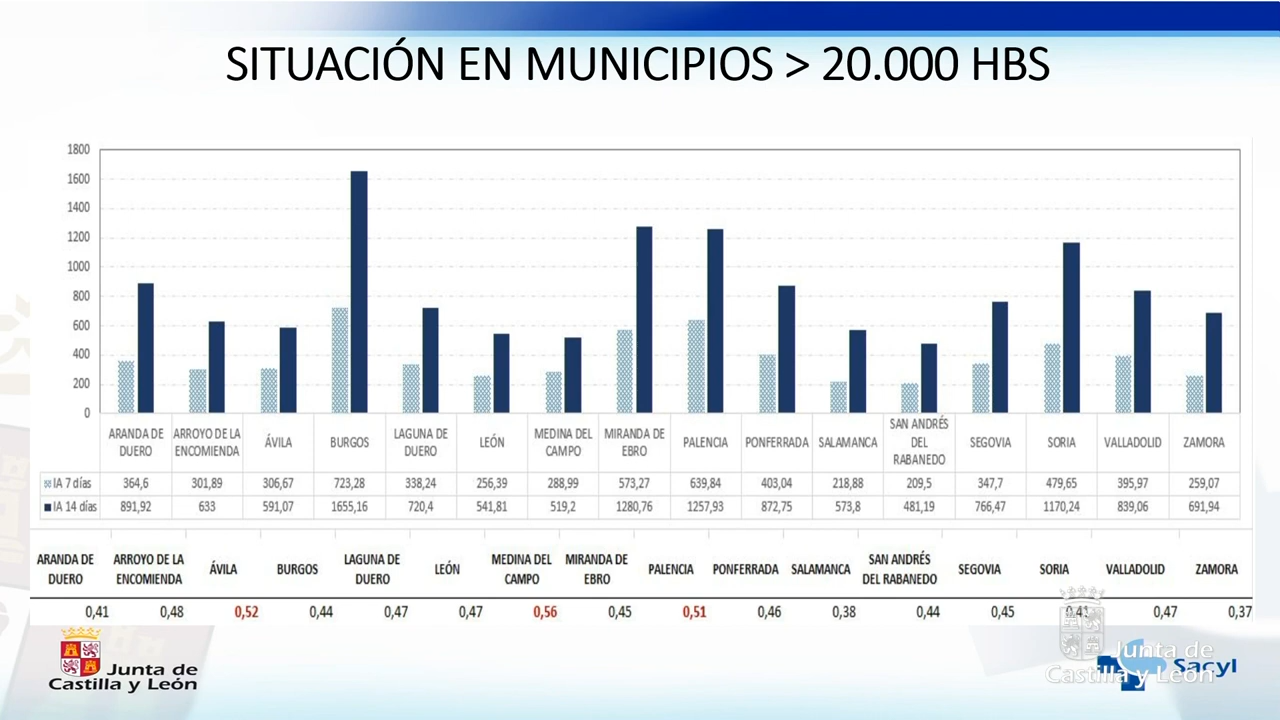 SITUACIÓN EN MUNICIPIOS > 20.000 HBS
1800
1600
1400
1200
1000
800
600
400
200
0
ARANDA DE DUERO ARROYO DE LA ENCOMIENDA ÁVILA BURGOS LAGUNA DE DUERO LEÓN MEDINA DEL CAMPO MIRANDA DE EBRO PALENCIA PONFERRADA SALAMANCA SAN ANDRÉS DEL RABANEDO SEGOVIA SORIA VALLADOLID ZAMORA
IA 7 días 364,6 301,89 306,67 723,28 338,24 256,39 288,99 573,27 639,84 403,04 218,88 209,5 347,7 479,65 395,97 259,07
IA 14 días 891,92 633 591,07 1655,16 720,4 541,81 519,2 1280,76 1257,93 872,75 573,8 481,19 766,47 1170,24 839,06 691,94
ARANDA DE DUERO ARROYO DE LA ENCOMIENDA ÁVILA BURGOS LAGUNA DE DUERO LEÓN MEDINA DEL CAMPO MIRANDA DE EBRO PALENCIA PONFERRADA SALAMANCA SAN ANDRÉS DEL RABANEDO SEGOVIA SORIA VALLADOLID ZAMORA
0,41 0,48 0,52 0,44 0,47 0,47 0,56 0,45 0,51 0,46 0,38 0,44 0,45 0,41 0,47 0,37
Junta de
Castilla y León
Junta de
Castilla y León
Sacyl